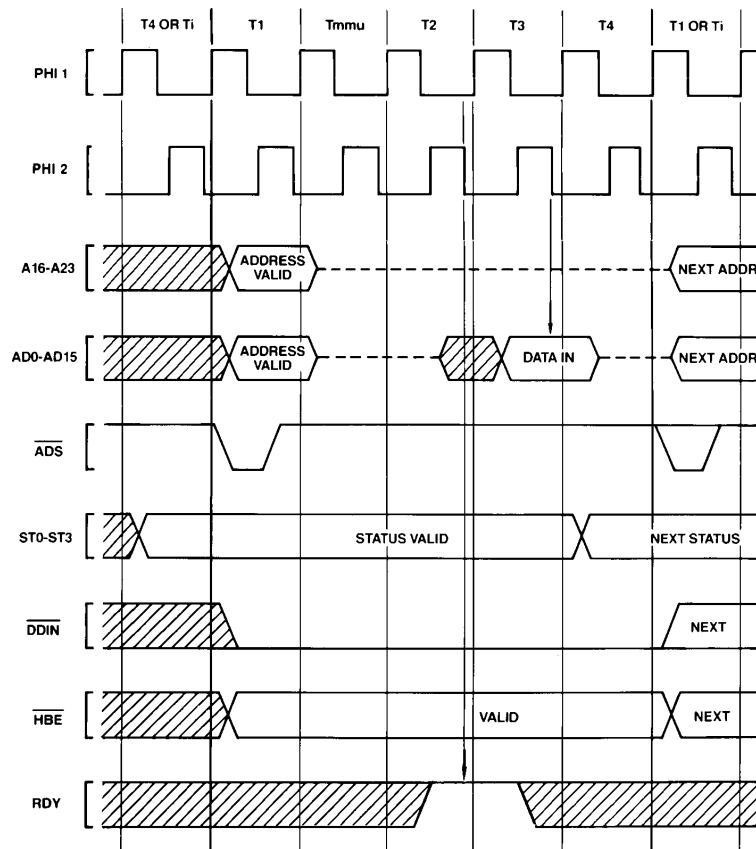 T4 OR Ti T1 Tmmu T2 T3 T4 T1 OR Ti
PHI 1
PHI 2
A16-A23 ADDRESS VALID NEXT ADDR
AD0-AD15 ADDRESS VALID DATA IN NEXT ADDR
ADS
ST0-ST3 STATUS VALID NEXT STATUS
DDIN NEXT
HBE VALID NEXT
RDY